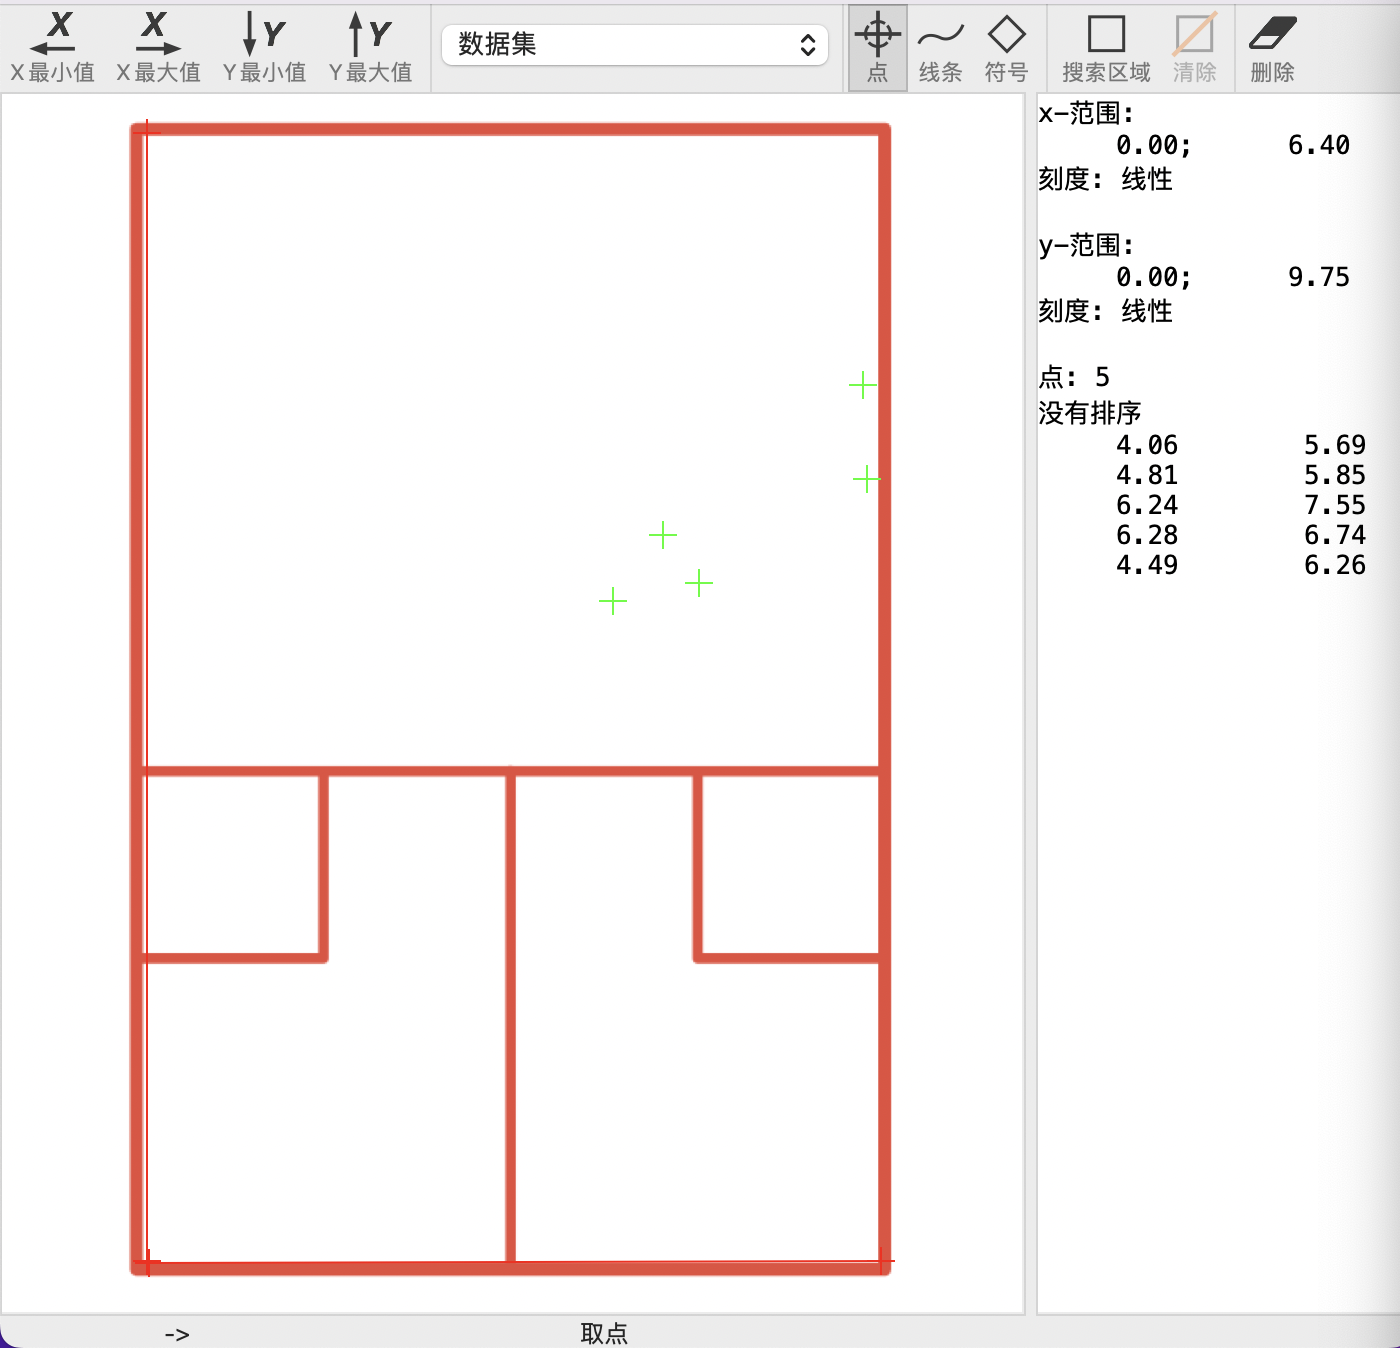 X X Y Y
X最小值 X最大值 Y最小值 Y最大值 数据集 点 线条 符号 搜索区域 清除 删除
x-范围:
0.00; 6.40
刻度: 线性
y-范围:
0.00; 9.75
刻度: 线性
点: 5
没有排序
4.06 5.69
4.81 5.85
6.24 7.55
6.28 6.74
4.49 6.26
-> 取点